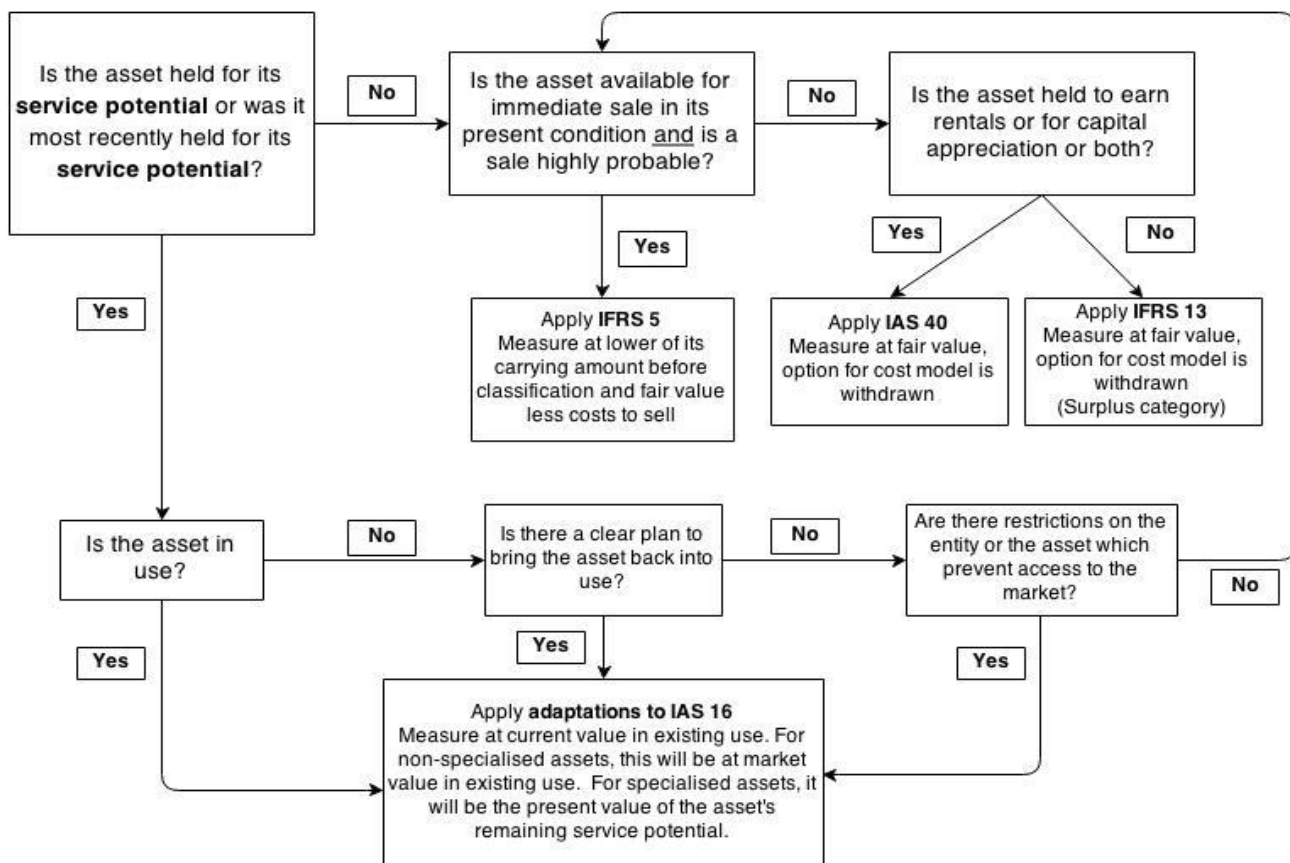 Is the asset held for its
service potential or was it
most recently held for its
service potential?
No
Is the asset available for
immediate sale in its
present condition and is a
sale highly probable?
No
Is the asset held to earn
rentals or for capital
appreciation or both?
Yes
Yes
Yes
No
Apply IFRS 5
Measure at lower of its
carrying amount before
classification and fair value
less costs to sell
Apply IAS 40
Measure at fair value,
option for cost model is
withdrawn
Apply IFRS 13
Measure at fair value,
option for cost model is
withdrawn
(Surplus category)
Is the asset in
use?
No
Is there a clear plan to
bring the asset back into
use?
No
Are there restrictions on the
entity or the asset which
prevent access to the
market?
No
Yes
Yes
Yes
Apply adaptations to IAS 16
Measure at current value in existing use. For
non-specialised assets, this will be at market
value in existing use. For specialised assets, it
will be the present value of the asset's
remaining service potential.